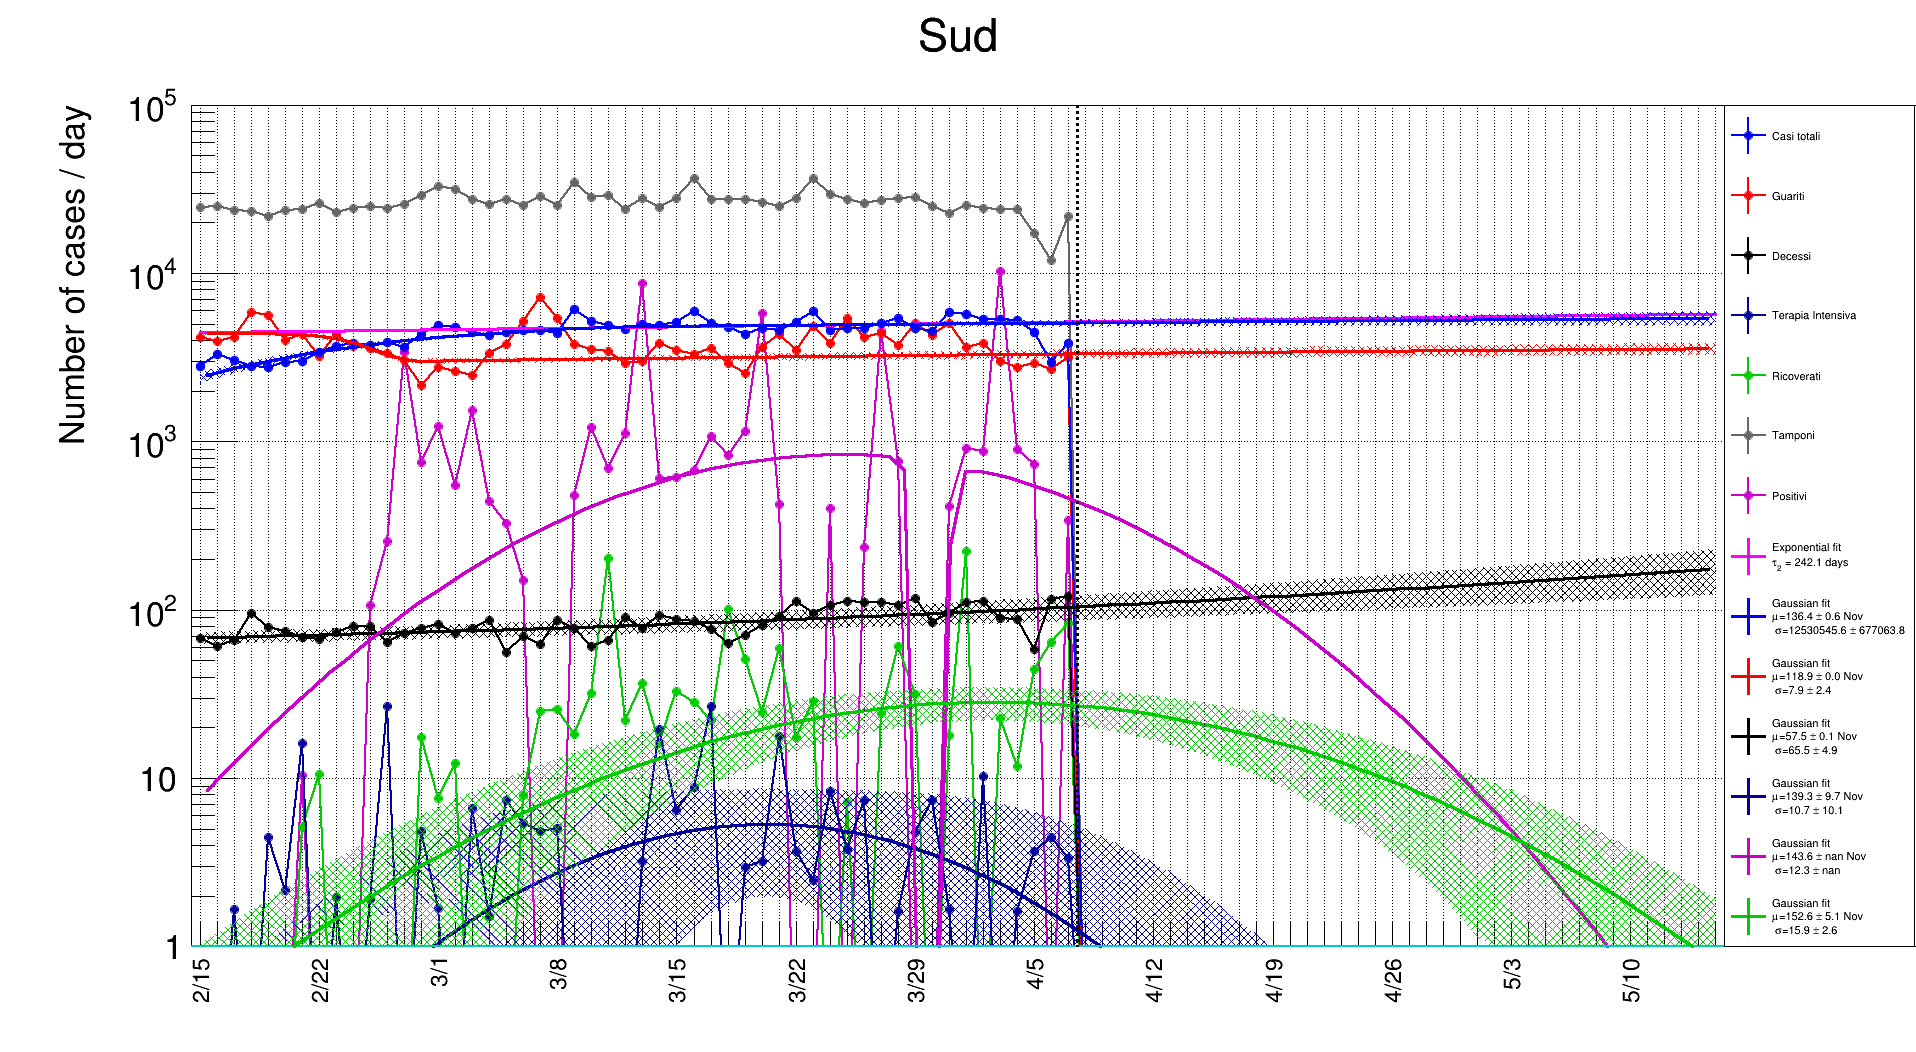 Sud
Number of cases / day
10^5
10^4
10^3
10^2
10
1
2/15
2/22
3/1
3/8
3/15
3/22
3/29
4/5
4/12
4/19
4/26
5/3
5/10
Casi totali
Guariti
Decessi
Terapia Intensiva
Ricoverati
Tamponi
Positivi
Exponential fit
τ2 = 242.1 days
Gaussian fit
μ=136.4 ± 0.6 Nov
σ=12530545.6 ± 677063.8
Gaussian fit
μ=118.9 ± 0.0 Nov
σ=7.9 ± 2.4
Gaussian fit
μ=57.5 ± 0.1 Nov
σ=65.5 ± 4.9
Gaussian fit
μ=139.3 ± 9.7 Nov
σ=10.7 ± 10.1
Gaussian fit
μ=143.6 ± nan Nov
σ=12.3 ± nan
Gaussian fit
μ=152.6 ± 5.1 Nov
σ=15.9 ± 2.6